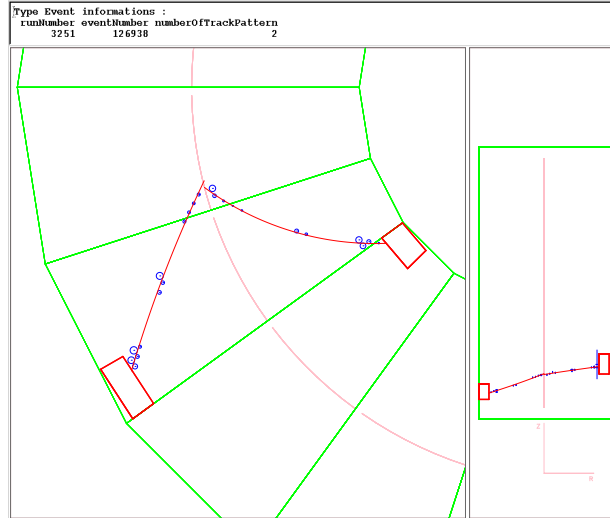 Type Event informations :
runNumber eventNumber numberOfTrackPattern
3251 126938 2
Z
R